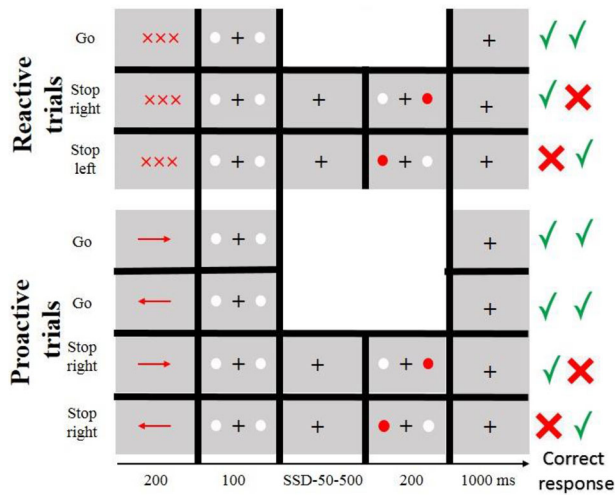 Reactive trials
Go
××× + +
Stop right
××× + + + +
Stop left
××× + + + +
Proactive trials
Go
+ +
Go
+ +
Stop right
+ + + +
Stop right
+ + + +
200 100 SSD-50-500 200 1000 ms
Correct response